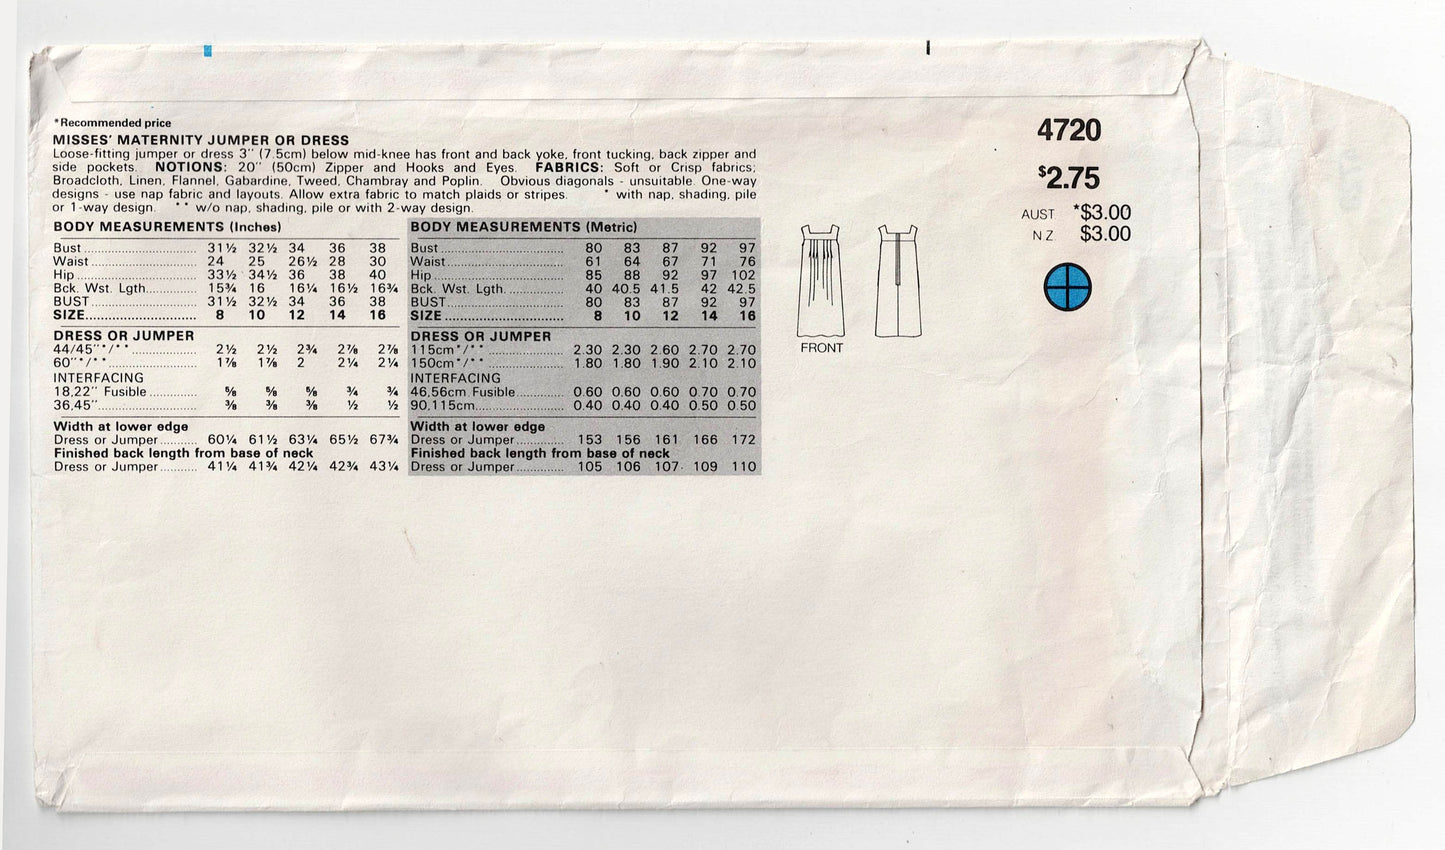 *Recommended price
MISSES' MATERNITY JUMPER OR DRESS
Loose-fitting jumper or dress 3'' (7.5cm) below mid-knee has front and back yoke, front tucking, back zipper and
side pockets. NOTIONS: 20'' (50cm) Zipper and Hooks and Eyes. FABRICS: Soft or Crisp fabrics;
Broadcloth, Linen, Flannel, Gabardine, Tweed, Chambray and Poplin. Obvious diagonals - unsuitable. One-way
designs - use nap fabric and layouts. Allow extra fabric to match plaids or stripes. * with nap, shading, pile
or 1-way design. ** w/o nap, shading, pile or with 2-way design.
BODY MEASUREMENTS (Inches)
Bust 31½ 32½ 34 36 38
Waist 24 25 26½ 28 30
Hip 33½ 34½ 36 38 40
Bck. Wst. Lgth. 15¾ 16 16¼ 16½ 16¾
BUST 31½ 32½ 34 36 38
SIZE 8 10 12 14 16
DRESS OR JUMPER
44/45''*/** 2½ 2½ 2¾ 2⅞ 2⅞
60''*/** 1⅞ 1⅞ 2 2¼ 2¼
INTERFACING
18,22'' Fusible ⅝ ⅝ ⅝ ¾ ¾
36,45'' ⅜ ⅜ ⅜ ½ ½
Width at lower edge
Dress or Jumper 60¼ 61½ 63¼ 65½ 67¾
Finished back length from base of neck
Dress or Jumper 41¼ 41¾ 42¼ 42¾ 43¼
BODY MEASUREMENTS (Metric)
Bust 80 83 87 92 97
Waist 61 64 67 71 76
Hip 85 88 92 97 102
Bck. Wst. Lgth. 40 40.5 41.5 42 42.5
BUST 80 83 87 92 97
SIZE 8 10 12 14 16
DRESS OR JUMPER
115cm*/** 2.30 2.30 2.60 2.70 2.70
150cm*/** 1.80 1.80 1.90 2.10 2.10
INTERFACING
46,56cm Fusible 0.60 0.60 0.60 0.70 0.70
90,115cm 0.40 0.40 0.40 0.50 0.50
Width at lower edge
Dress or Jumper 153 156 161 166 172
Finished back length from base of neck
Dress or Jumper 105 106 107 109 110
FRONT
4720
$2.75
AUST *$3.00
N.Z. $3.00